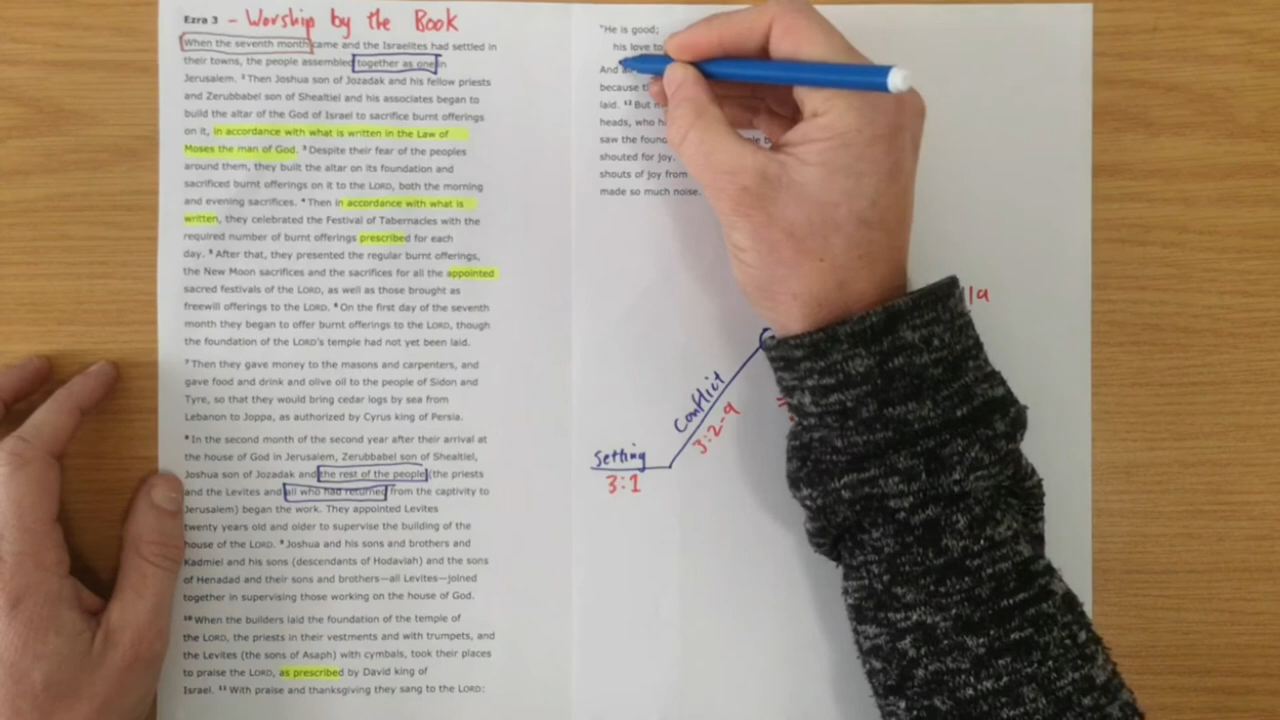 Ezra 3 - Worship by the Book
When the seventh month came and the Israelites had settled in
their towns, the people assembled together as one in
Jerusalem. ² Then Joshua son of Jozadak and his fellow priests
and Zerubbabel son of Shealtiel and his associates began to
build the altar of the God of Israel to sacrifice burnt offerings
on it, in accordance with what is written in the Law of
Moses the man of God. ³ Despite their fear of the peoples
around them, they built the altar on its foundation and
sacrificed burnt offerings on it to the LORD, both the morning
and evening sacrifices. ⁴ Then in accordance with what is
written, they celebrated the Festival of Tabernacles with the
required number of burnt offerings prescribed for each
day. ⁵ After that, they presented the regular burnt offerings,
the New Moon sacrifices and the sacrifices for all the appointed
sacred festivals of the LORD, as well as those brought as
freewill offerings to the LORD. ⁶ On the first day of the seventh
month they began to offer burnt offerings to the LORD, though
the foundation of the LORD's temple had not yet been laid.
⁷ Then they gave money to the masons and carpenters, and
gave food and drink and olive oil to the people of Sidon and
Tyre, so that they would bring cedar logs by sea from
Lebanon to Joppa, as authorized by Cyrus king of Persia.
⁸ In the second month of the second year after their arrival at
the house of God in Jerusalem, Zerubbabel son of Shealtiel,
Joshua son of Jozadak and the rest of the people (the priests
and the Levites and all who had returned from the captivity to
Jerusalem) began the work. They appointed Levites
twenty years old and older to supervise the building of the
house of the LORD. ⁹ Joshua and his sons and brothers and
Kadmiel and his sons (descendants of Hodaviah) and the sons
of Henadad and their sons and brothers—all Levites—joined
together in supervising those working on the house of God.
¹⁰ When the builders laid the foundation of the temple of
the LORD, the priests in their vestments and with trumpets, and
the Levites (the sons of Asaph) with cymbals, took their places
to praise the LORD, as prescribed by David king of
Israel. ¹¹ With praise and thanksgiving they sang to the LORD:
"He is good;
his love to
And
because
laid. ¹² But
heads, who
saw the
shouted for joy.
shouts of joy from
made so much noise.
1a
Conflict
3:2-9
Setting
3:1